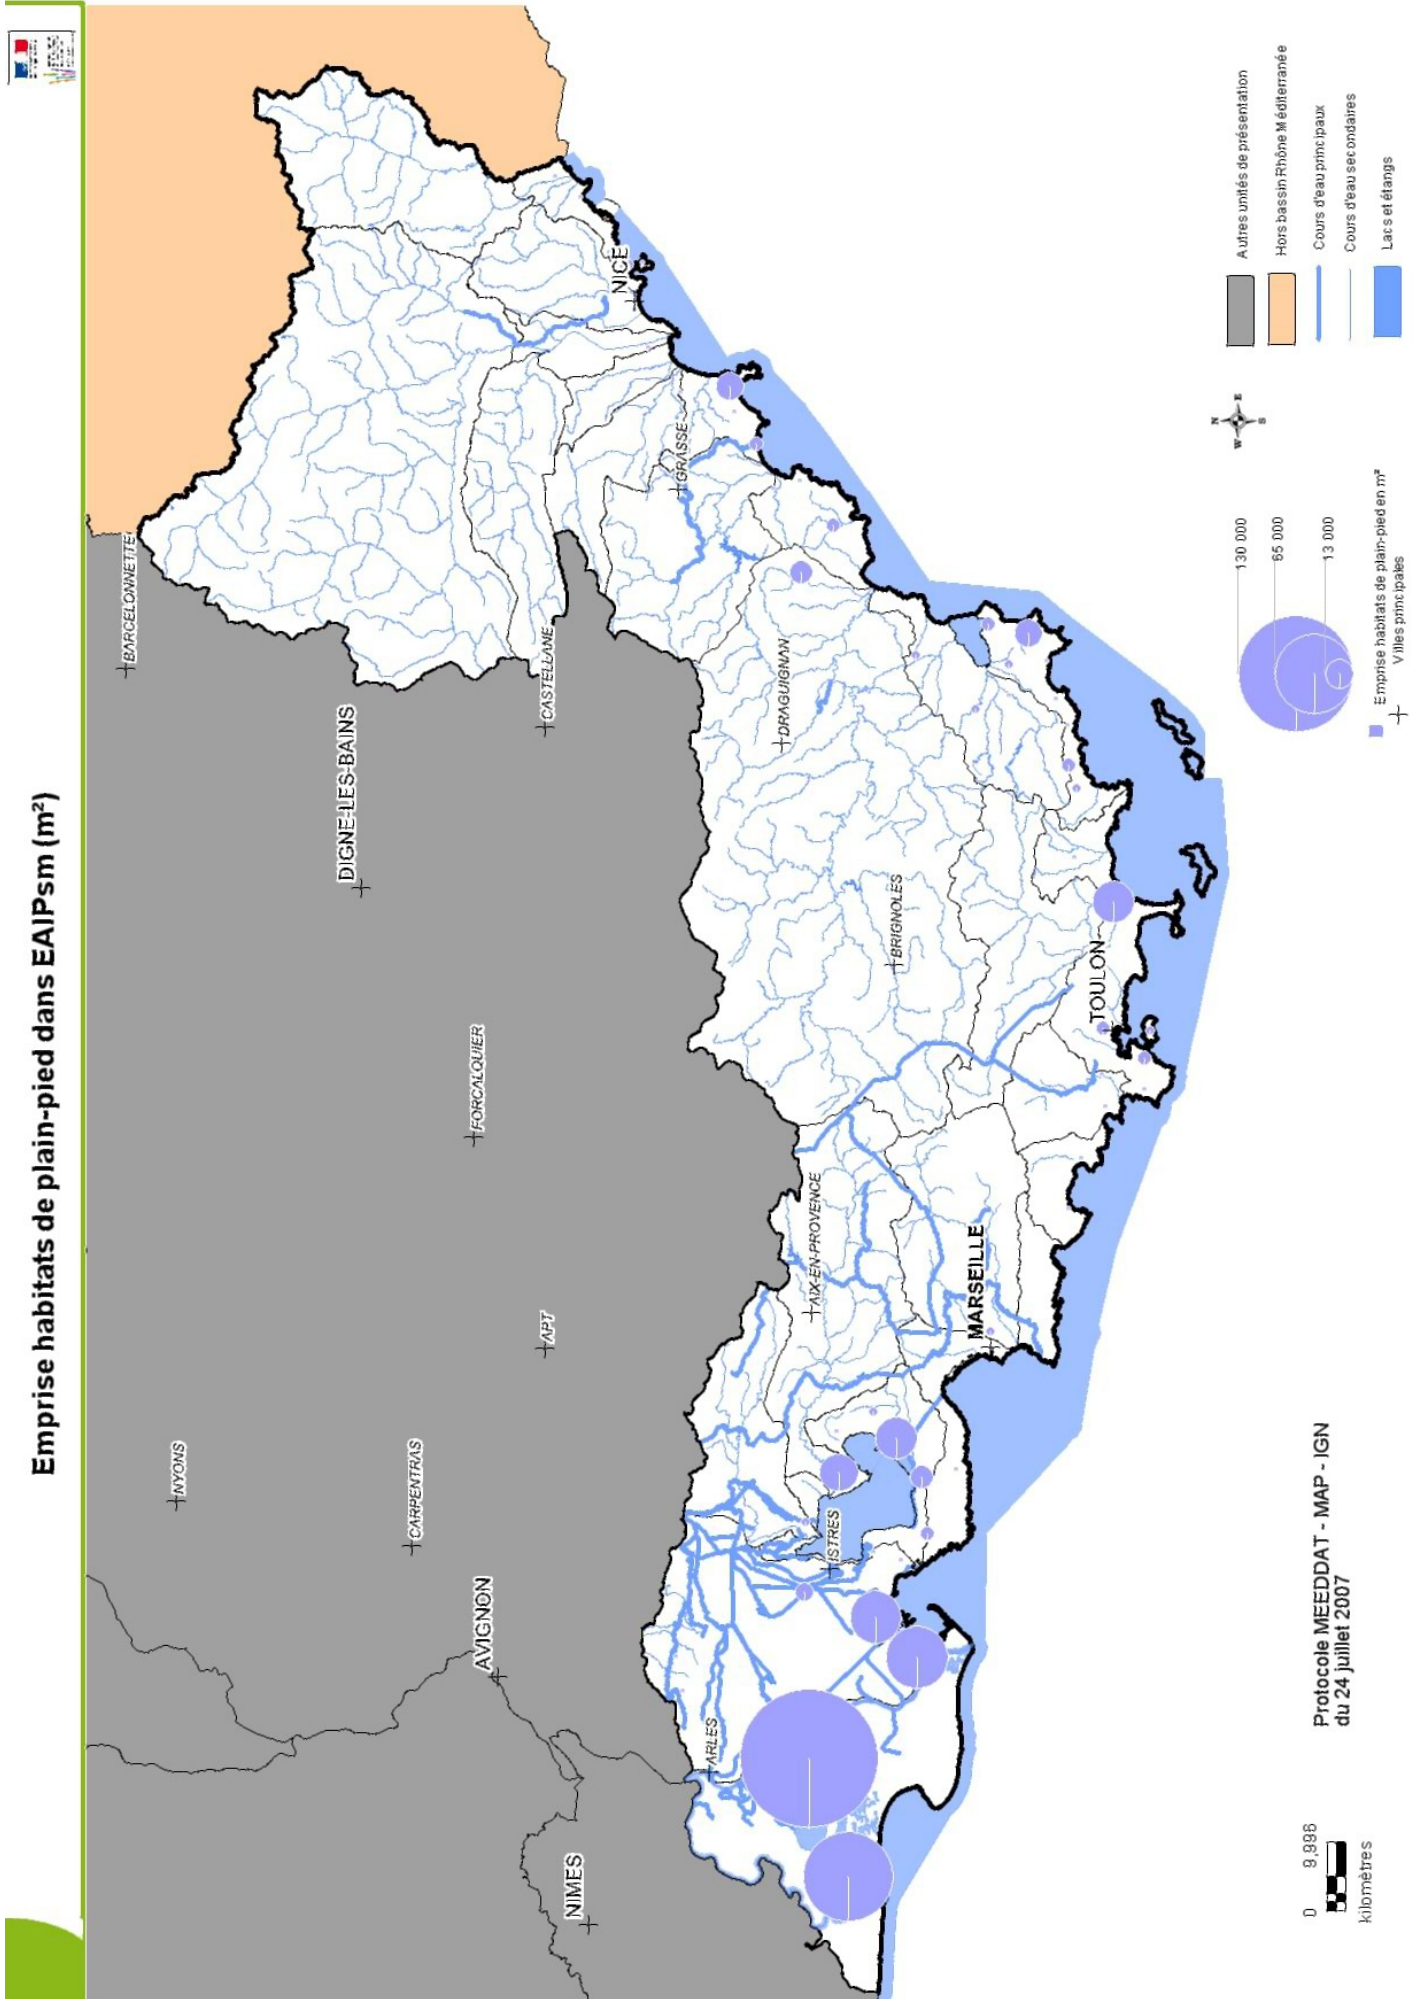 Emprise habitats de plain-pied dans EAIPsm (m²)
BARCELONNETTE
NYONS
DIGNE-LES-BAINS
CARPENTRAS
FORCALQUIER
AVIGNON
APT
CASTELLANE
NIMES
NICE
GRASSE
ARLES
DRAGUIGNAN
AIX-EN-PROVENCE
ISTRES
BRIGNOLES
MARSEILLE
TOULON
Protocole MEEDDAT - MAP - IGN
du 24 juillet 2007
0 9,998
kilomètres
130 000
65 000
13 000
Emprise habitats de plain-pied en m²
Villes principales
N
W E
S
Autres unités de présentation
Hors bassin Rhône Méditerranée
Cours d'eau principaux
Cours d'eau secondaires
Lacs et étangs